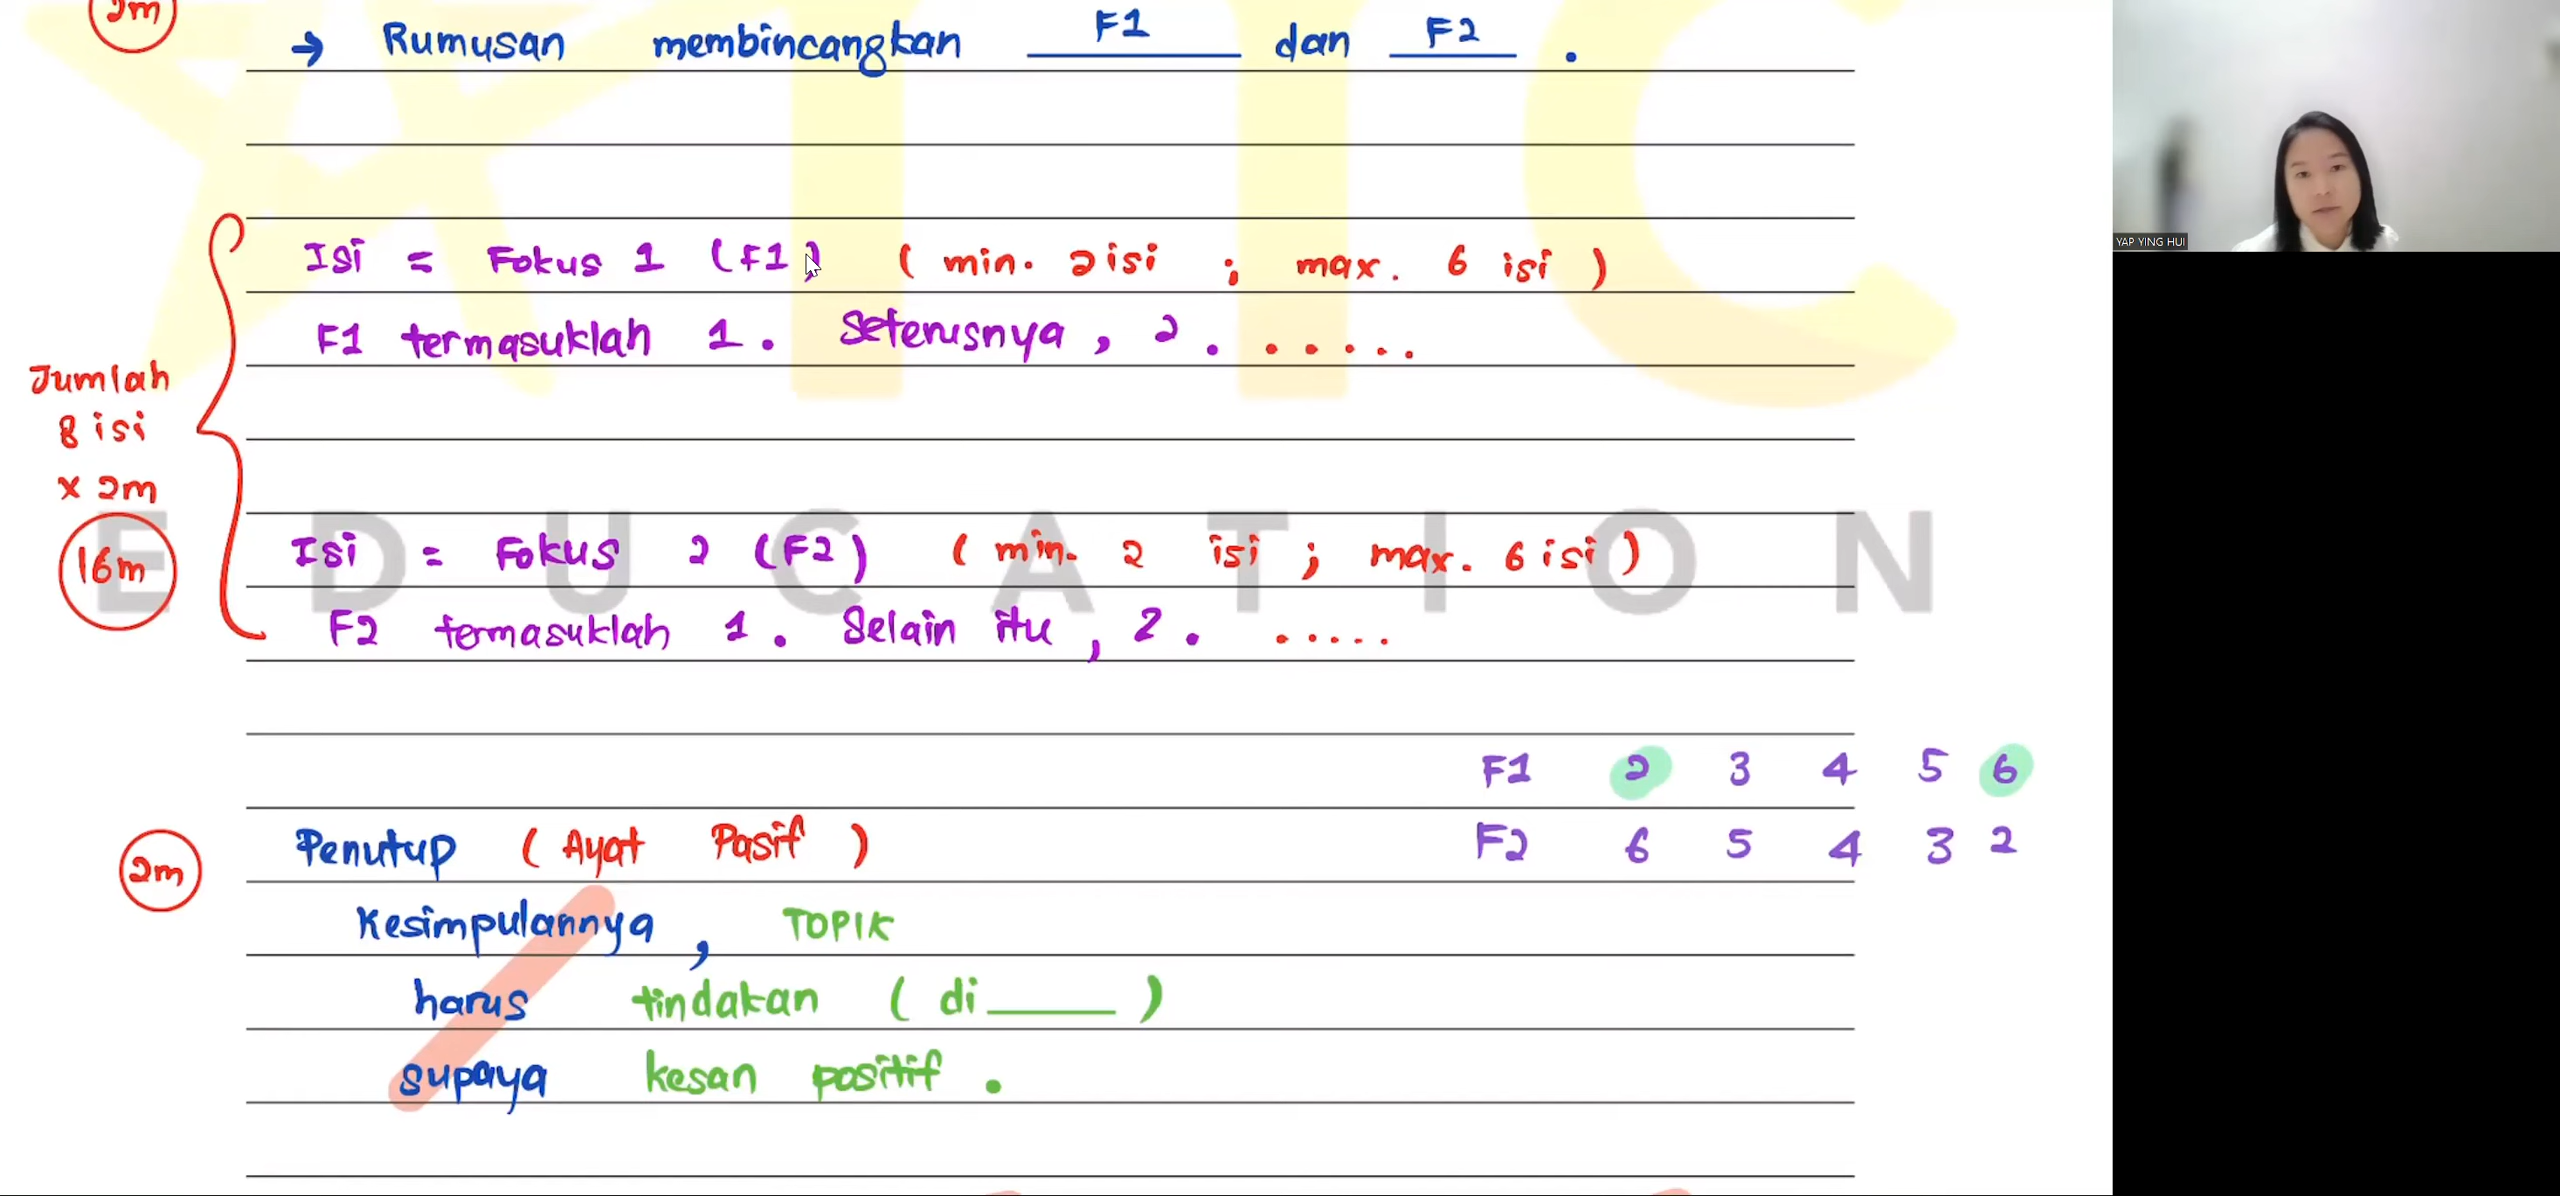 2m
→ Rumusan membincangkan F1 dan F2 .
Isi = Fokus 1 (F1) ( min. 2 isi ; max. 6 isi )
F1 termasuklah 1 . Seterusnya , 2 . . . . . .
Jumlah
8 isi
x 2m
16m
Isi = Fokus 2 (F2) ( min. 2 isi ; max. 6 isi )
F2 termasuklah 1 . Selain itu , 2 . . . . . .
F1 2 3 4 5 6
F2 6 5 4 3 2
2m
Penutup ( Ayat Pasif )
Kesimpulannya , TOPIK
harus tindakan ( di____ )
supaya kesan positif .
EDUCATION
YAP YING HUI